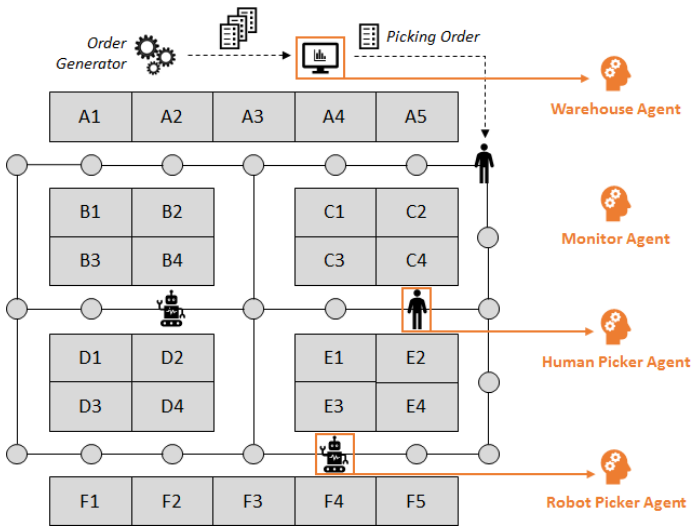 Order
Generator
Picking Order
Warehouse Agent
A1 A2 A3 A4 A5
B1 B2
C1 C2
Monitor Agent
B3 B4
C3 C4
D1 D2
E1 E2
Human Picker Agent
D3 D4
E3 E4
F1 F2 F3 F4 F5
Robot Picker Agent